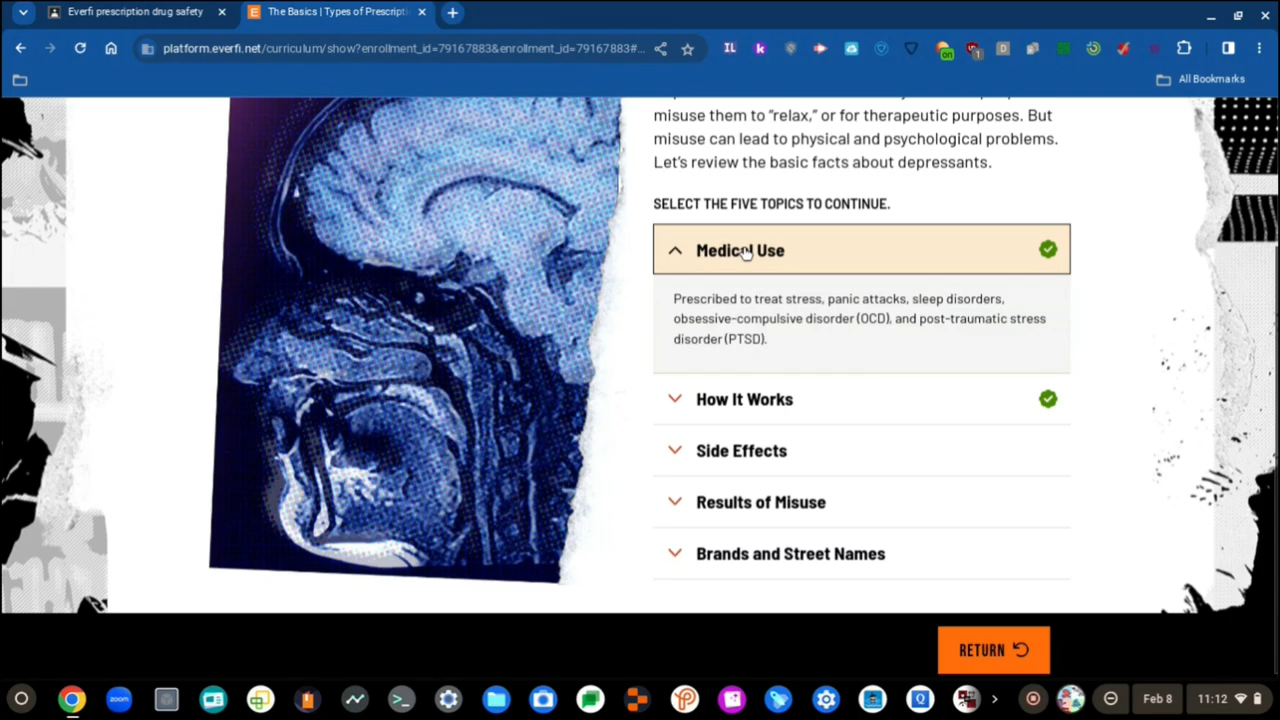 Everfi prescription drug safety
The Basics | Types of Prescripti
platform.everfi.net/curriculum/show?enrollment_id=79167883&enrollment_id=79167883#...
All Bookmarks
misuse them to “relax,” or for therapeutic purposes. But
misuse can lead to physical and psychological problems.
Let’s review the basic facts about depressants.
SELECT THE FIVE TOPICS TO CONTINUE.
Medical Use
Prescribed to treat stress, panic attacks, sleep disorders,
obsessive-compulsive disorder (OCD), and post-traumatic stress
disorder (PTSD).
How It Works
Side Effects
Results of Misuse
Brands and Street Names
RETURN
zoom
Feb 8
11:12